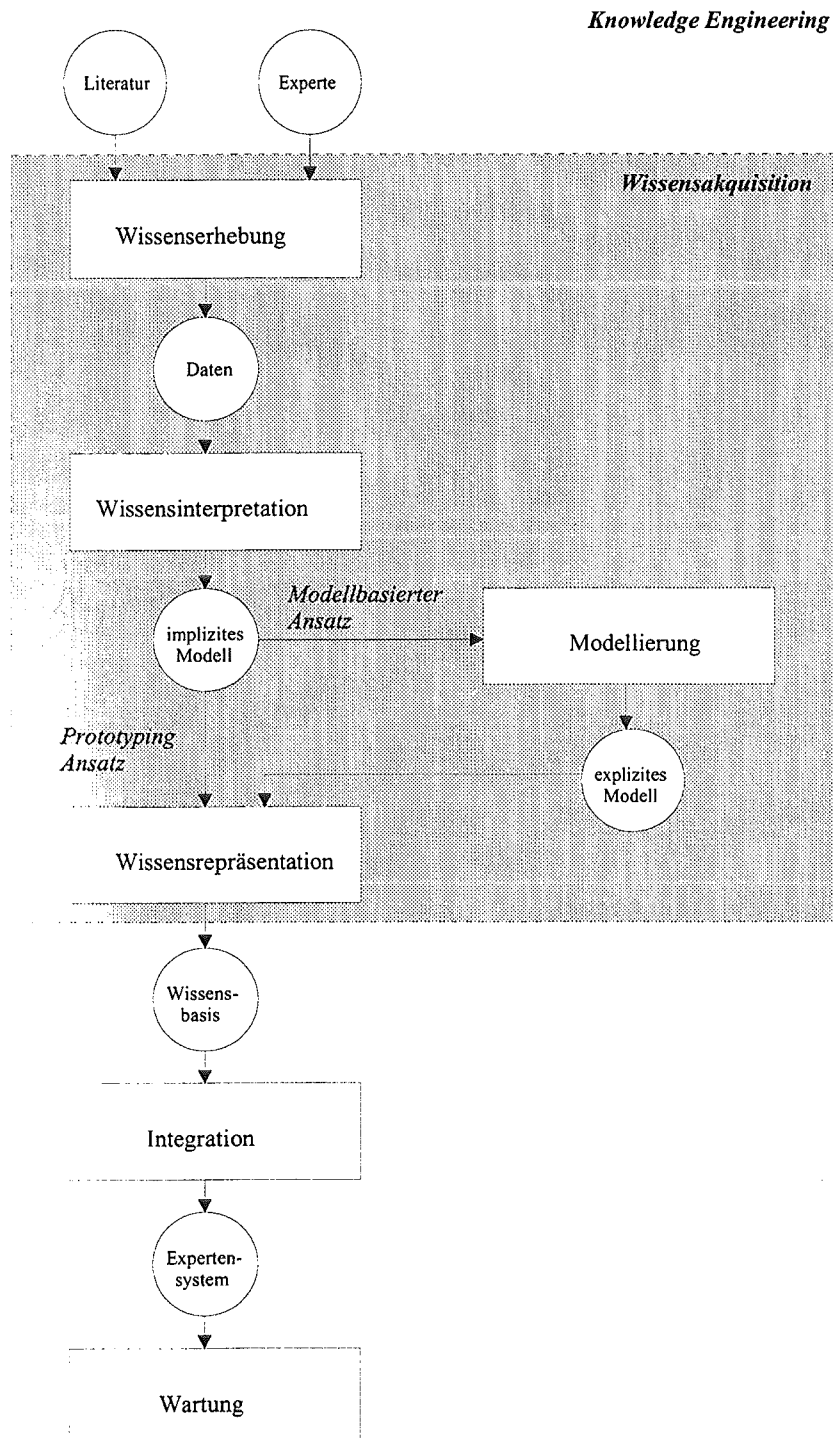 Knowledge Engineering
Literatur
Experte
Wissensakquisition
Wissenserhebung
Daten
Wissensinterpretation
Modellbasierter
Ansatz
implizites
Modell
Modellierung
Prototyping
Ansatz
explizites
Modell
Wissensrepräsentation
Wissens-
basis
Integration
Experten-
system
Wartung